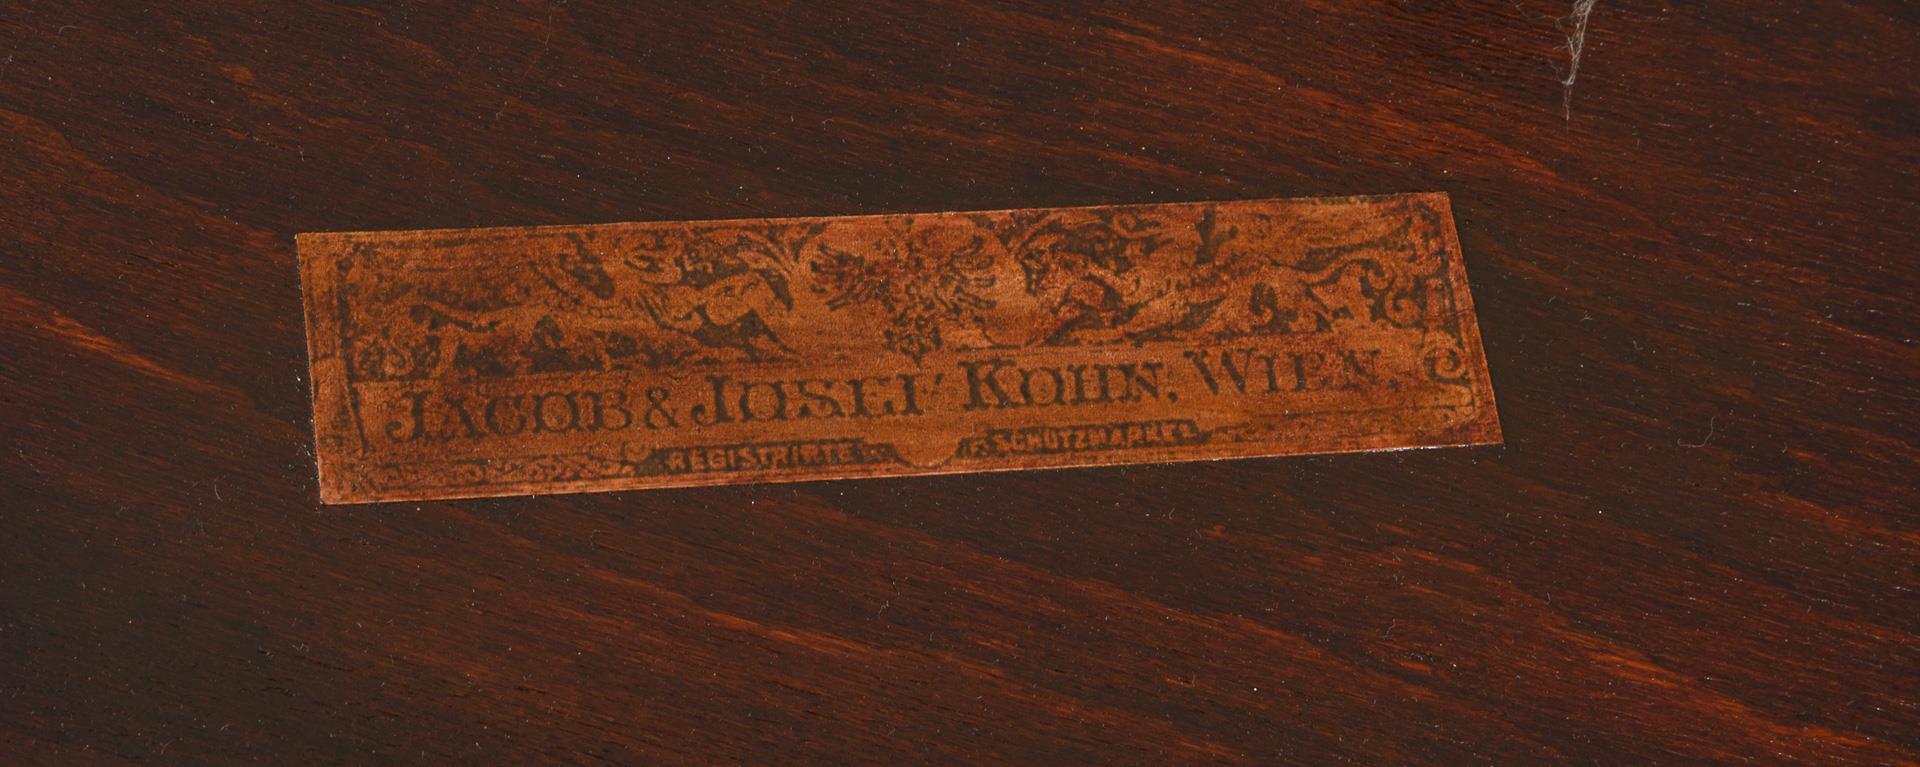 JACOB & JOSEF KOHN, WIEN.
REGISTRIRTE SCHUTZMARKE